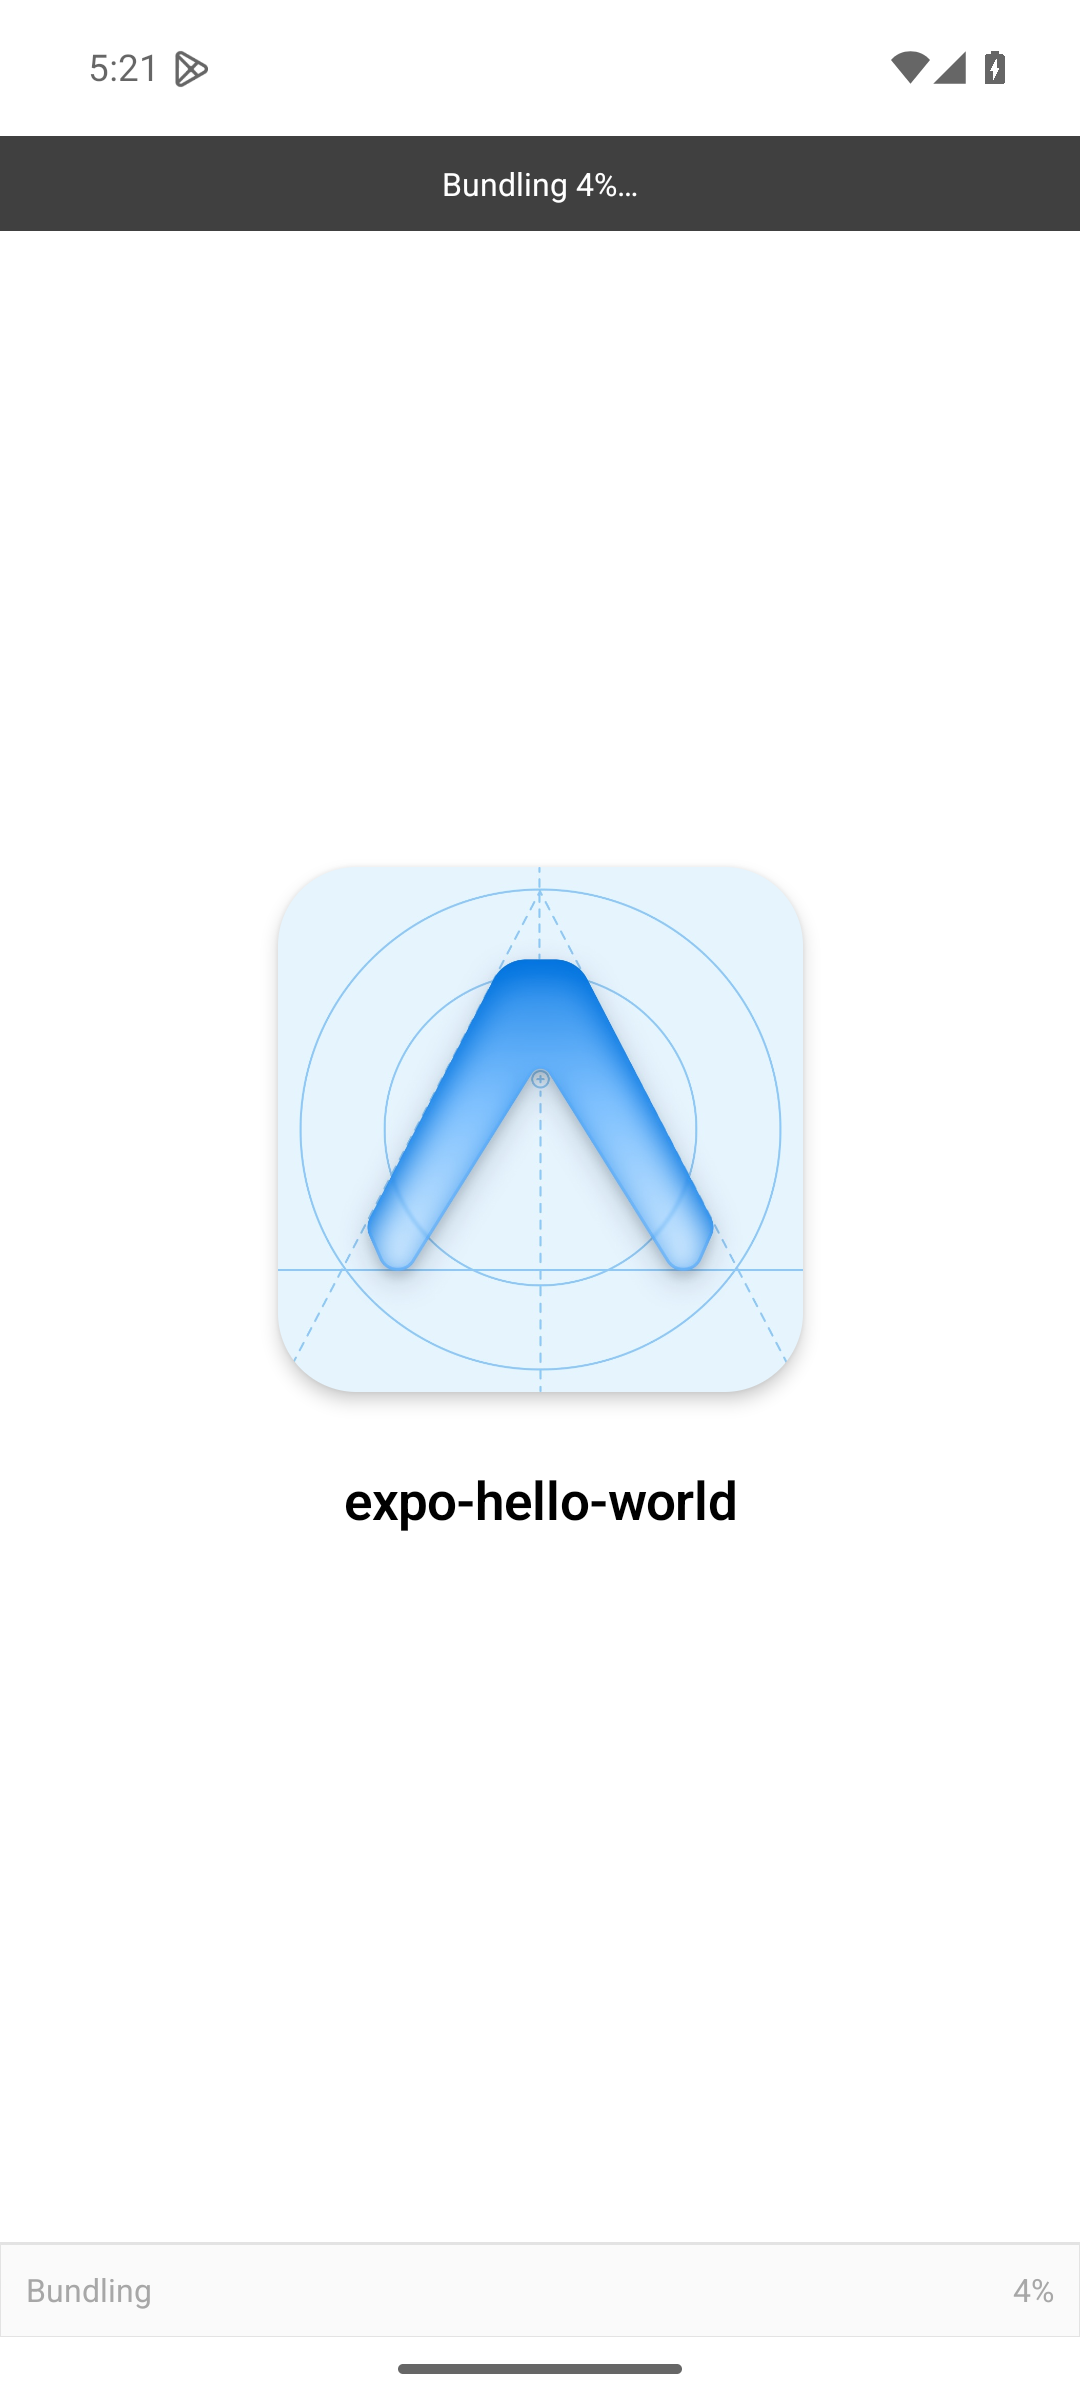 5:21
Bundling 4%…
expo-hello-world
Bundling 4%